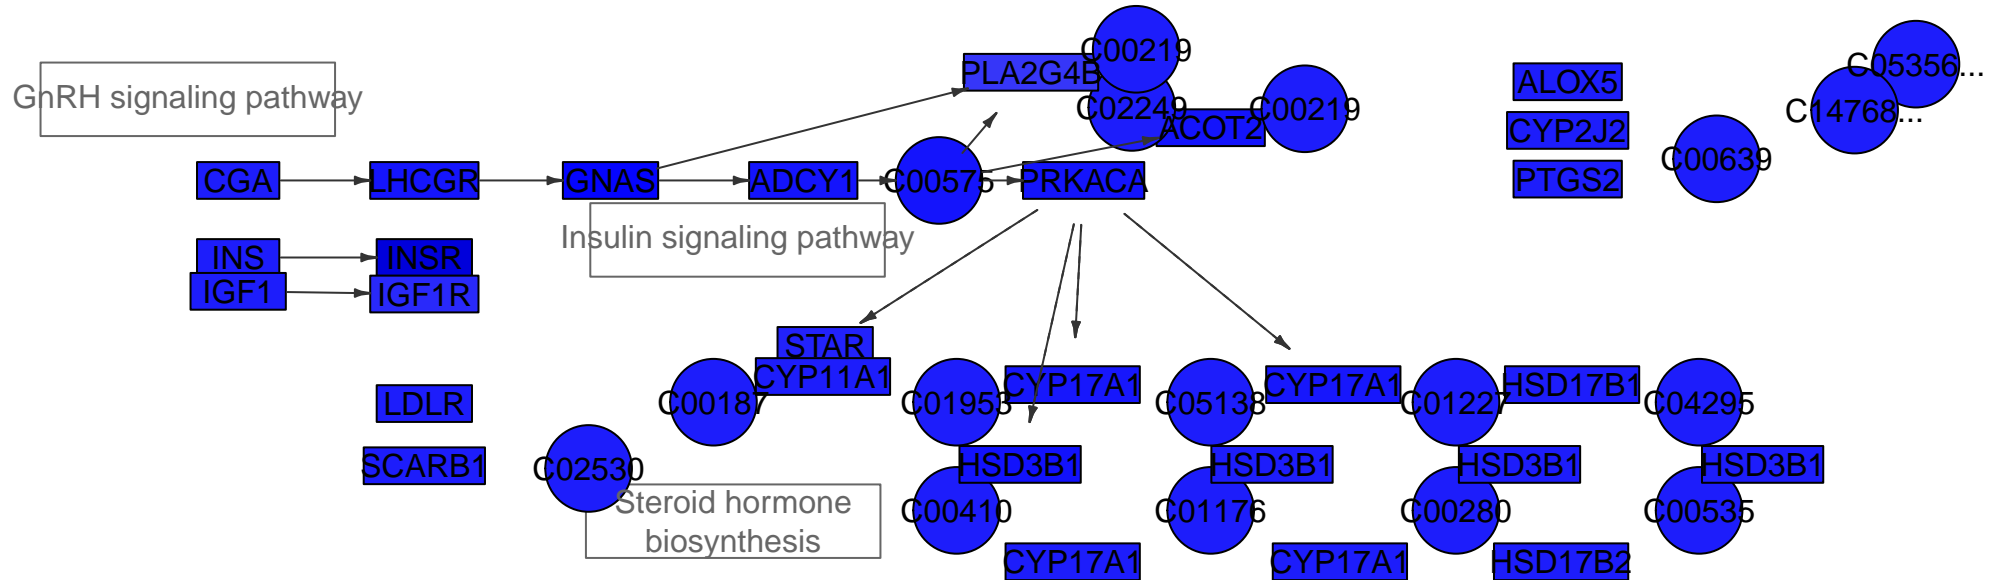 C00219
C05356...
PLA2G4B
ALOX5
GnRH signaling pathway
C02249
C00219
C14768...
ACOT2
CYP2J2
C00639
CGA
LHCGR
GNAS
ADCY1
C00575
PRKACA
PTGS2
Insulin signaling pathway
INS
INSR
IGF1
IGF1R
STAR
CYP11A1
CYP17A1
CYP17A1
HSD17B1
LDLR
C00187
C01953
C05138
C01227
C04295
SCARB1
C02530
HSD3B1
HSD3B1
HSD3B1
HSD3B1
Steroid hormone
biosynthesis
C00410
C01176
C00280
C00535
CYP17A1
CYP17A1
HSD17B2